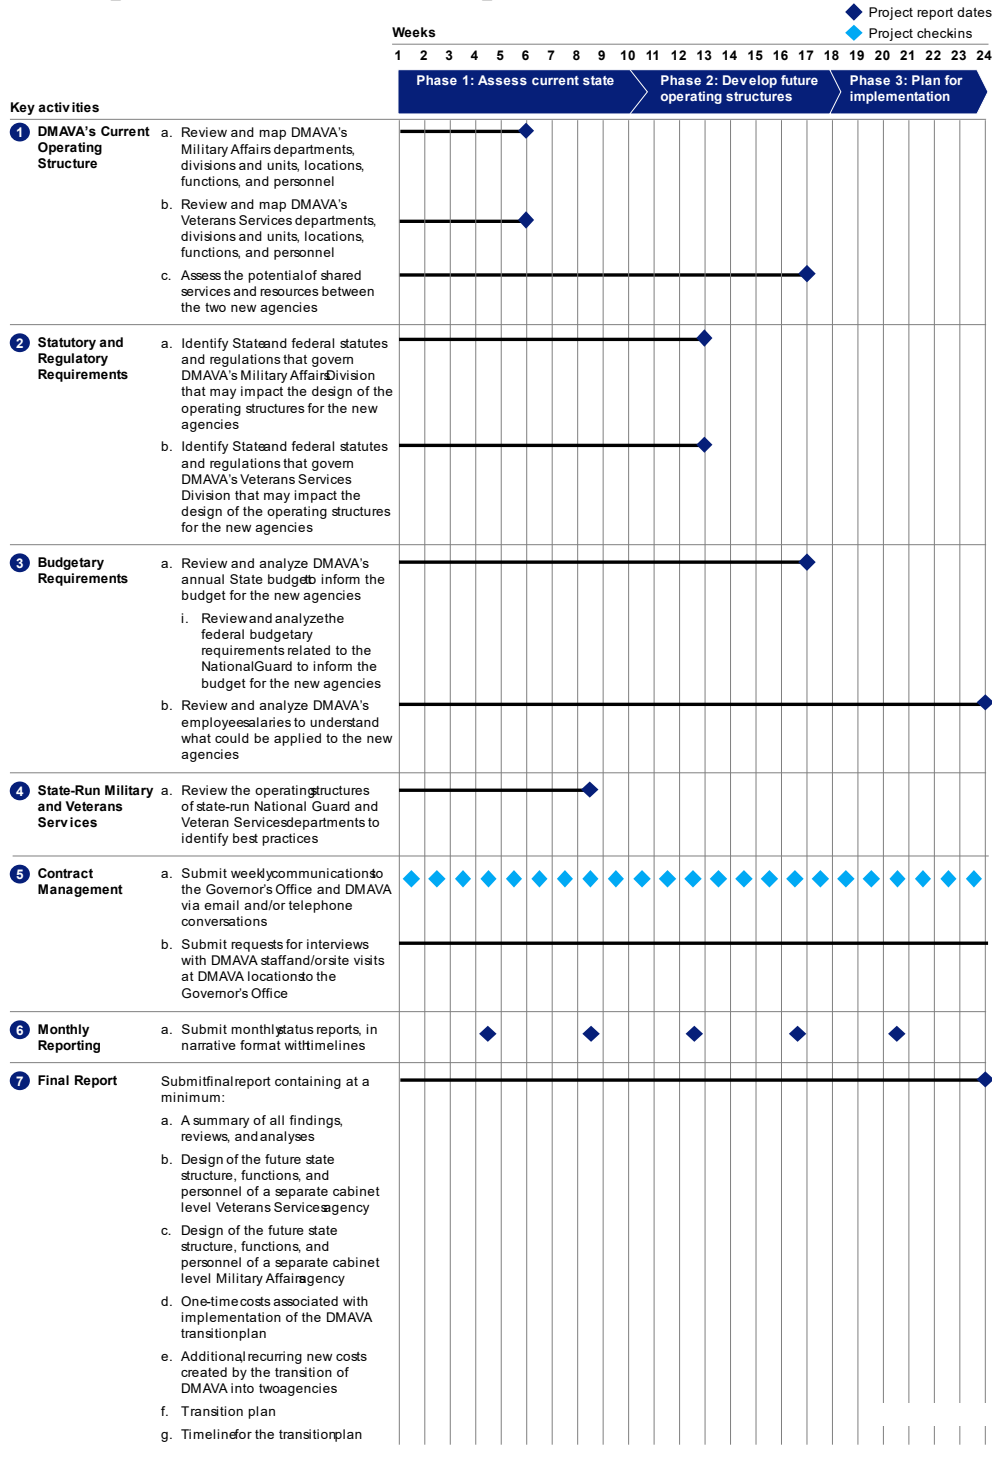 Project report dates
Weeks
Project checkins
1 2 3 4 5 6 7 8 9 10 11 12 13 14 15 16 17 18 19 20 21 22 23 24
Phase 1: Assess current state
Phase 2: Develop future
operating structures
Phase 3: Plan for
implementation
Key activities
1 DMAVA's Current
Operating
Structure
a. Review and map DMAVA's
Military Affairs departments,
divisions and units, locations,
functions, and personnel
b. Review and map DMAVA's
Veterans Services departments,
divisions and units, locations,
functions, and personnel
c. Assess the potential of shared
services and resources between
the two new agencies
2 Statutory and
Regulatory
Requirements
a. Identify State and federal statutes
and regulations that govern
DMAVA's Military Affairs Division
that may impact the design of the
operating structures for the new
agencies
b. Identify State and federal statutes
and regulations that govern
DMAVA's Veterans Services
Division that may impact the
design of the operating structures
for the new agencies
3 Budgetary
Requirements
a. Review and analyze DMAVA's
annual State budget to inform the
budget for the new agencies
i. Review and analyze the
federal budgetary
requirements related to the
National Guard to inform the
budget for the new agencies
b. Review and analyze DMAVA's
employee salaries to understand
what could be applied to the new
agencies
4 State-Run Military
and Veterans
Services
a. Review the operating structures
of state-run National Guard and
Veteran Services departments to
identify best practices
5 Contract
Management
a. Submit weekly communications to
the Governor's Office and DMAVA
via email and/or telephone
conversations
b. Submit requests for interviews
with DMAVA staff and/or site visits
at DMAVA locations to the
Governor's Office
6 Monthly
Reporting
a. Submit monthly status reports, in
narrative format with timelines
7 Final Report
Submit final report containing at a
minimum:
a. A summary of all findings,
reviews, and analyses
b. Design of the future state
structure, functions, and
personnel of a separate cabinet
level Veterans Services agency
c. Design of the future state
structure, functions, and
personnel of a separate cabinet
level Military Affairs agency
d. One-time costs associated with
implementation of the DMAVA
transition plan
e. Additional, recurring new costs
created by the transition of
DMAVA into two agencies
f. Transition plan
g. Timeline for the transition plan